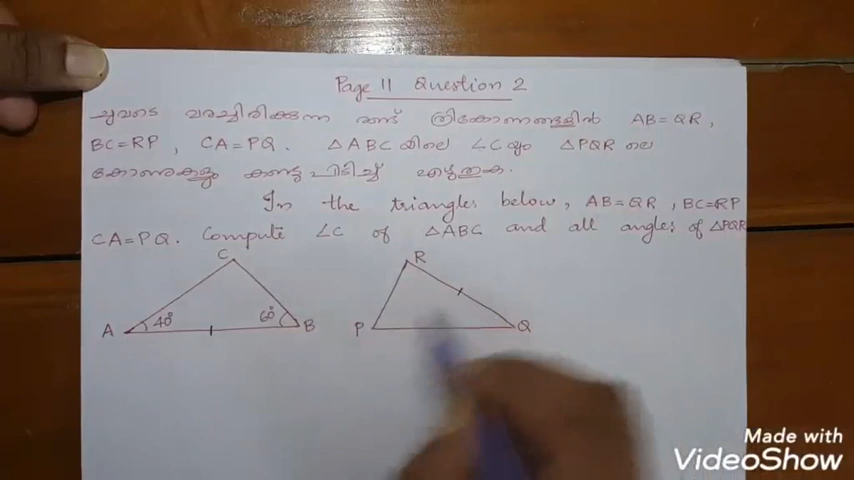 Page 11 Question 2
ചുവടെ വരച്ചിരിക്കുന്ന രണ്ട് ത്രികോണങ്ങളിൽ AB=QR,
BC=RP, CA=PQ. △ABC യിലെ ∠C യും △PQR ലെ
കോണുകളും കണ്ടുപിടിച്ച് എഴുതുക.
In the triangles below, AB=QR, BC=RP
CA=PQ. Compute ∠C of △ABC and all angles of △PQR
C R
A 40° 60° B P Q
Made with
VideoShow